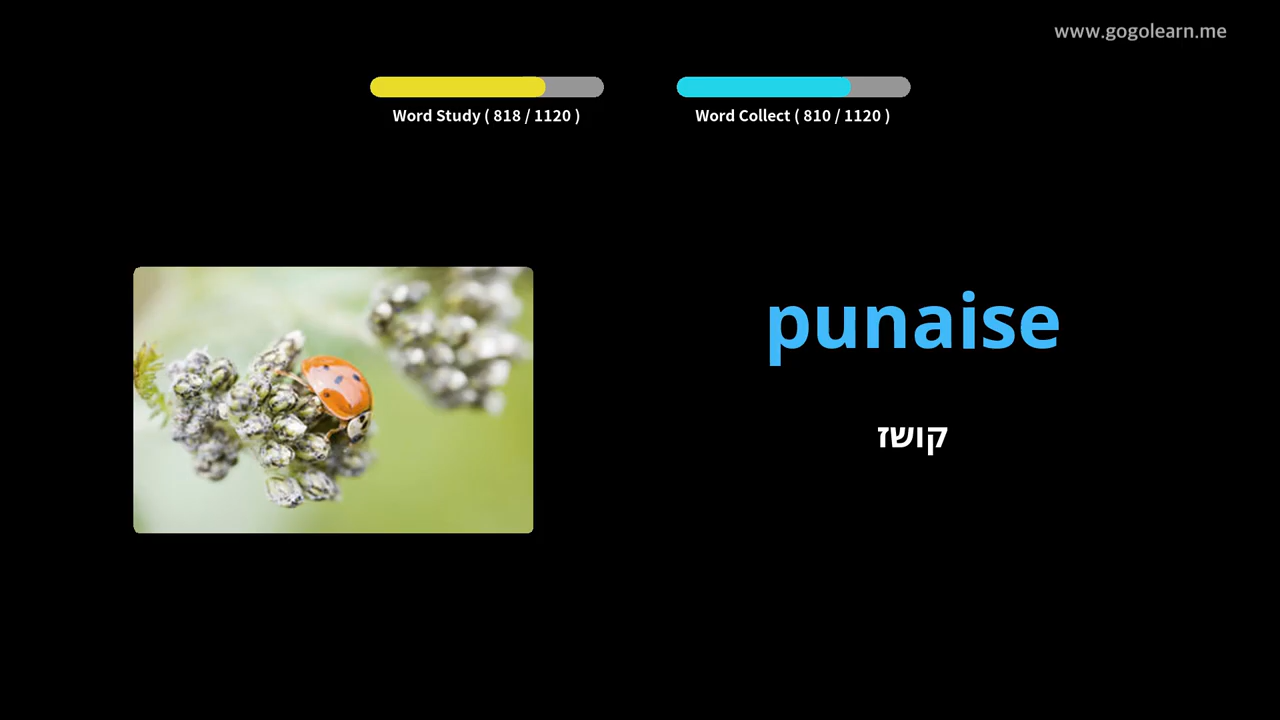 www.gogolearn.me
Word Study ( 818 / 1120 )
Word Collect ( 810 / 1120 )
punaise
קושז